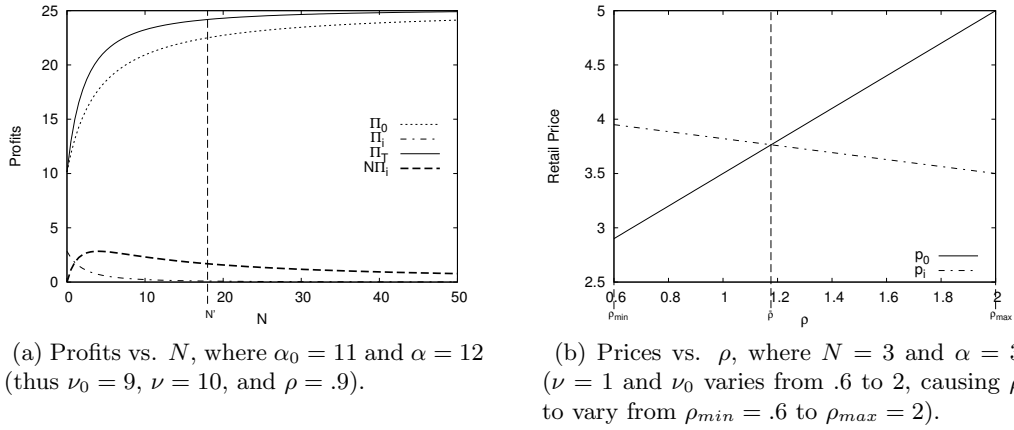 25
20
15
10
5
0
Profits
Π0
Πi
ΠT
NΠi
0 10 20 30 40 50
N'
N
5
4.5
4
3.5
3
2.5
Retail Price
p0
pi
0.6 0.8 1 1.2 1.4 1.6 1.8 2
ρmin ρ̃ ρmax
ρ
(a) Profits vs. N, where α0 = 11 and α = 12
(thus ν0 = 9, ν = 10, and ρ = .9).
(b) Prices vs. ρ, where N = 3 and α = 3
(ν = 1 and ν0 varies from .6 to 2, causing ρ
to vary from ρmin = .6 to ρmax = 2).